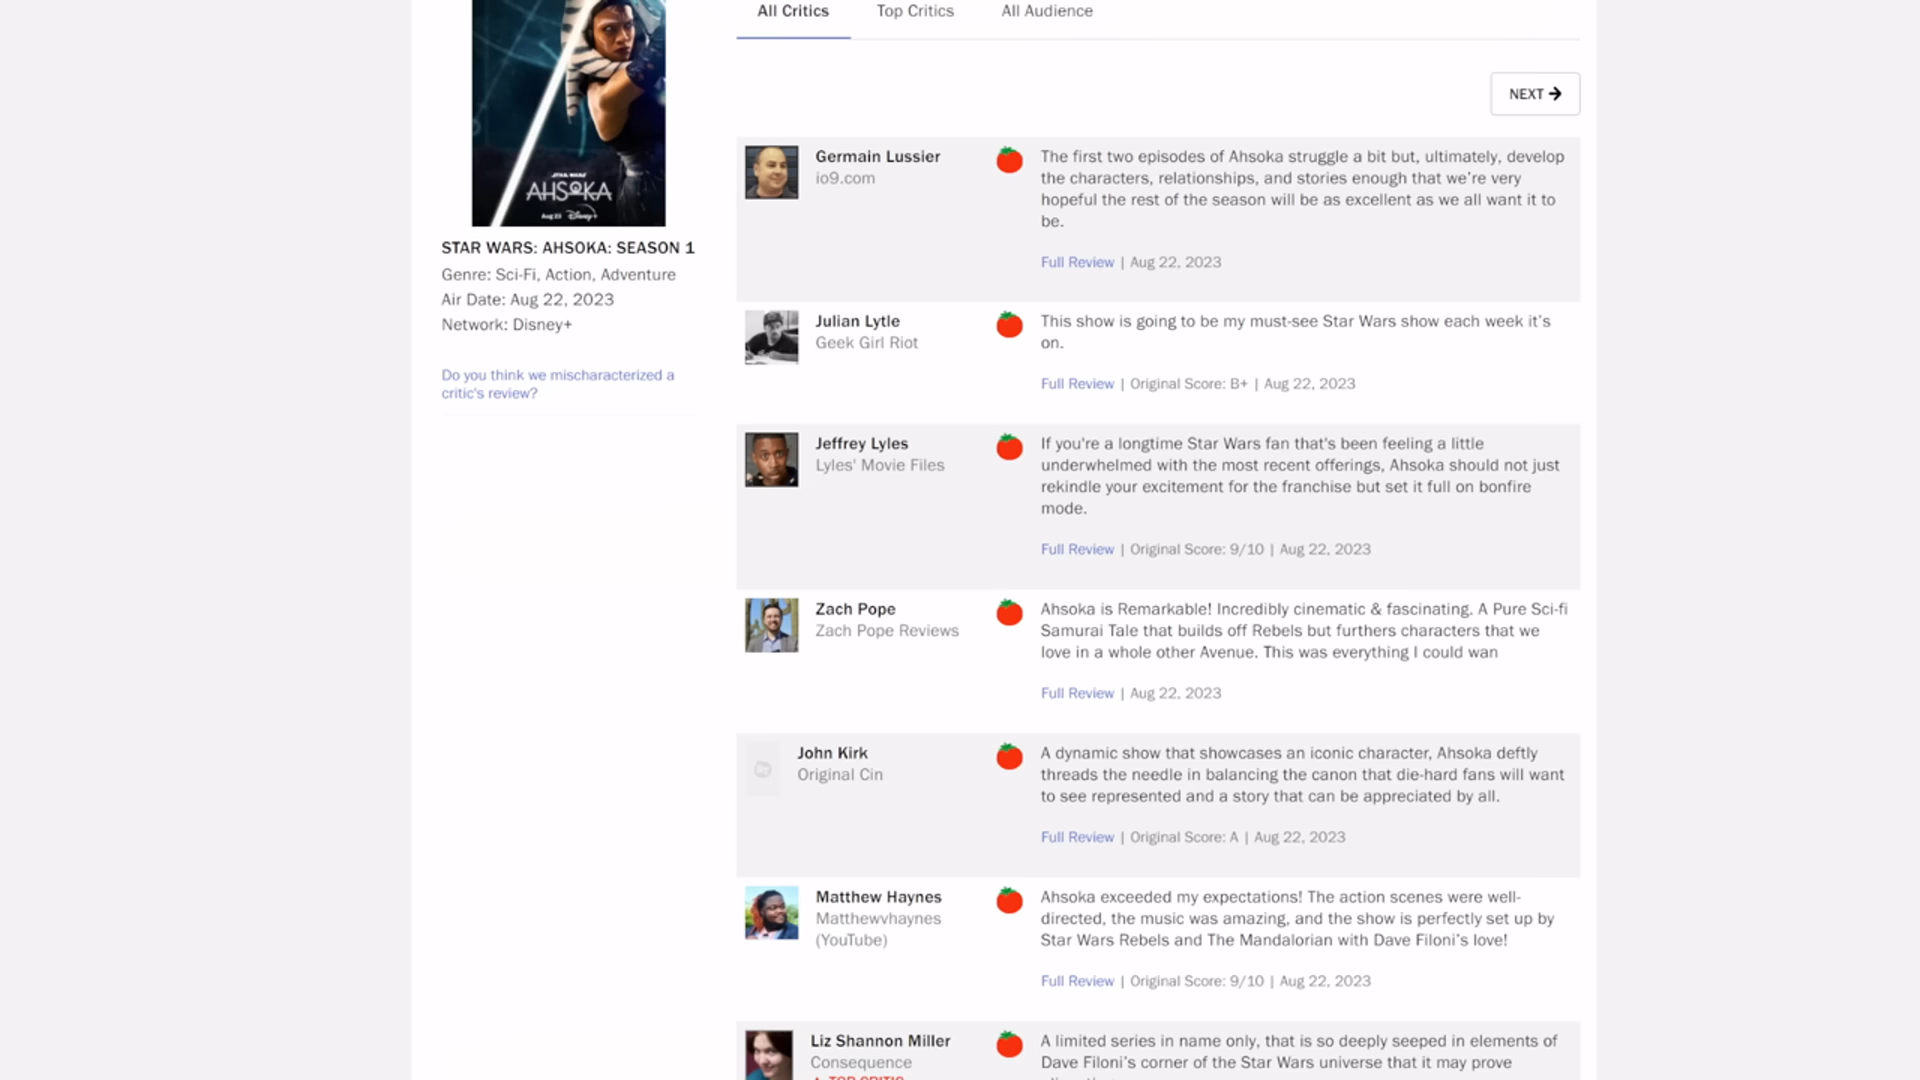 All Critics Top Critics All Audience
NEXT
STAR WARS
AHSOKA
Aug 23 Disney+
STAR WARS: AHSOKA: SEASON 1
Genre: Sci-Fi, Action, Adventure
Air Date: Aug 22, 2023
Network: Disney+
Do you think we mischaracterized a
critic's review?
Germain Lussier
io9.com
The first two episodes of Ahsoka struggle a bit but, ultimately, develop
the characters, relationships, and stories enough that we're very
hopeful the rest of the season will be as excellent as we all want it to
be.
Full Review | Aug 22, 2023
Julian Lytle
Geek Girl Riot
This show is going to be my must-see Star Wars show each week it's
on.
Full Review | Original Score: B+ | Aug 22, 2023
Jeffrey Lyles
Lyles' Movie Files
If you're a longtime Star Wars fan that's been feeling a little
underwhelmed with the most recent offerings, Ahsoka should not just
rekindle your excitement for the franchise but set it full on bonfire
mode.
Full Review | Original Score: 9/10 | Aug 22, 2023
Zach Pope
Zach Pope Reviews
Ahsoka is Remarkable! Incredibly cinematic & fascinating. A Pure Sci-fi
Samurai Tale that builds off Rebels but furthers characters that we
love in a whole other Avenue. This was everything I could wan
Full Review | Aug 22, 2023
John Kirk
Original Cin
A dynamic show that showcases an iconic character, Ahsoka deftly
threads the needle in balancing the canon that die-hard fans will want
to see represented and a story that can be appreciated by all.
Full Review | Original Score: A | Aug 22, 2023
Matthew Haynes
Matthewvhaynes
(YouTube)
Ahsoka exceeded my expectations! The action scenes were well-
directed, the music was amazing, and the show is perfectly set up by
Star Wars Rebels and The Mandalorian with Dave Filoni's love!
Full Review | Original Score: 9/10 | Aug 22, 2023
Liz Shannon Miller
Consequence
TOP CRITIC
A limited series in name only, that is so deeply seeped in elements of
Dave Filoni's corner of the Star Wars universe that it may prove